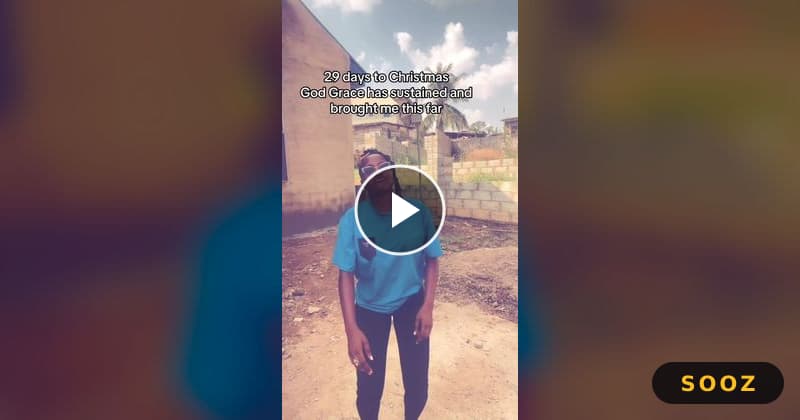 29 days to Christmas
God Grace has sustained and
brought me this far
SOOZ